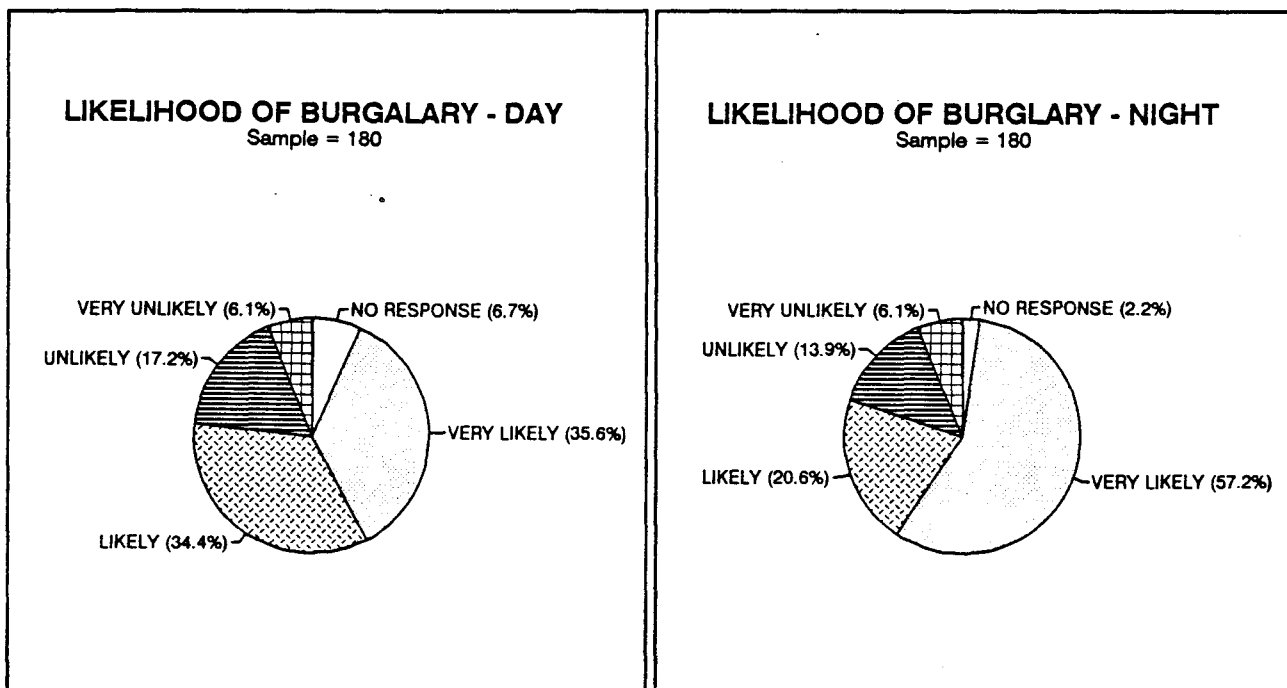 LIKELIHOOD OF BURGALARY - DAY
Sample = 180
VERY UNLIKELY (6.1%)
NO RESPONSE (6.7%)
UNLIKELY (17.2%)
VERY LIKELY (35.6%)
LIKELY (34.4%)
LIKELIHOOD OF BURGLARY - NIGHT
Sample = 180
VERY UNLIKELY (6.1%)
NO RESPONSE (2.2%)
UNLIKELY (13.9%)
LIKELY (20.6%)
VERY LIKELY (57.2%)